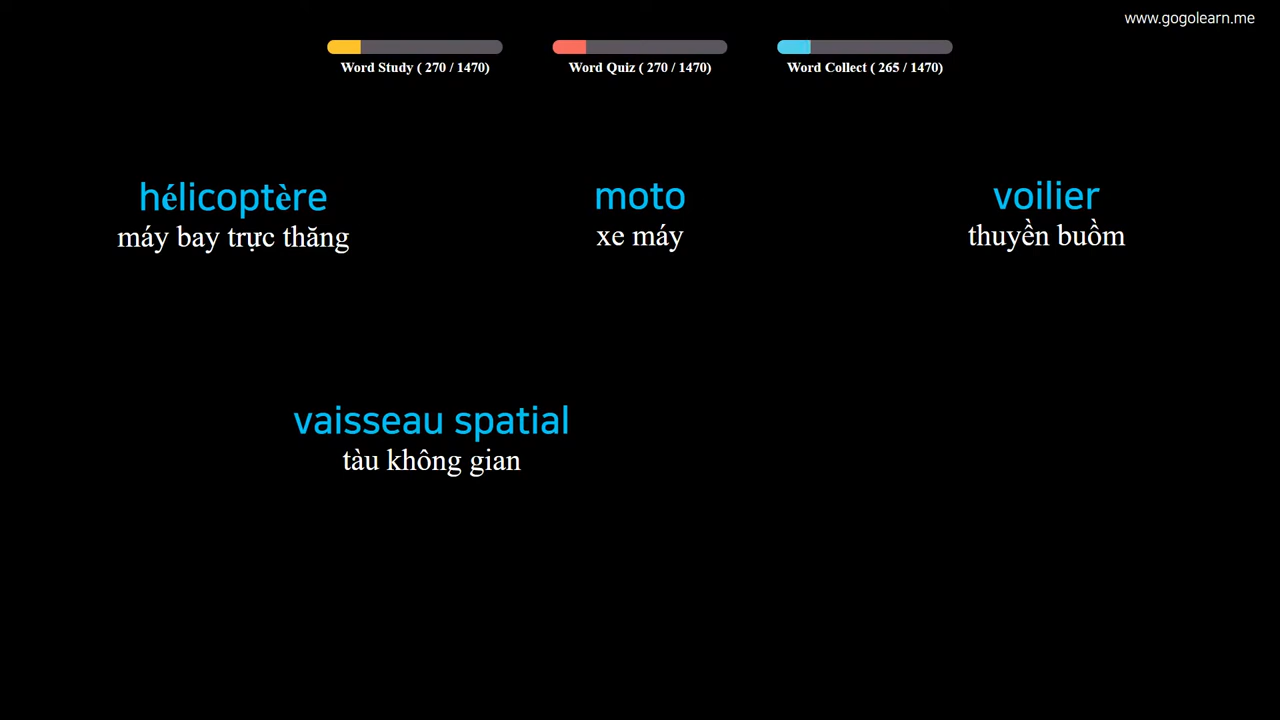 www.gogolearn.me
Word Study ( 270 / 1470)
Word Quiz ( 270 / 1470)
Word Collect ( 265 / 1470)
hélicoptère
máy bay trực thăng
moto
xe máy
voilier
thuyền buồm
vaisseau spatial
tàu không gian